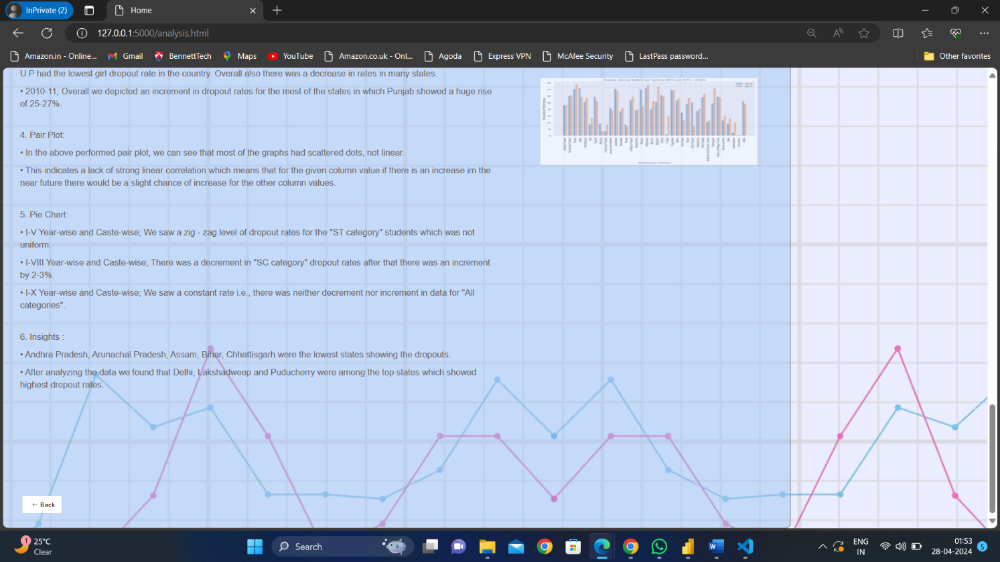 InPrivate (2)
Home
127.0.0.1:5000/analysis.html
Amazon.in - Online...
Gmail
BennettTech
Maps
YouTube
Amazon.co.uk - Onl...
Agoda
Express VPN
McAfee Security
LastPass password...
Other favorites
U.P had the lowest girl dropout rate in the country. Overall also there was a decrease in rates in many states.
• 2010-11; Overall we depicted an increment in dropout rates for the most of the states in which Punjab showed a huge rise
of 25-27%.
4. Pair Plot:
• In the above performed pair plot, we can see that most of the graphs had scattered dots, not linear.
• This indicates a lack of strong linear correlation which means that for the given column value if there is an increase im the
near future there would be a slight chance of increase for the other column values.
5. Pie Chart:
• I-V Year-wise and Caste-wise; We saw a zig - zag level of dropout rates for the "ST category" students which was not
uniform.
• I-VIII Year-wise and Caste-wise; There was a decrement in "SC category" dropout rates after that there was an increment
by 2-3%.
• I-X Year-wise and Caste-wise; We saw a constant rate i.e., there was neither decrement nor increment in data for "All
categories".
6. Insights :
• Andhra Pradesh, Arunachal Pradesh, Assam, Bihar, Chhattisgarh were the lowest states showing the dropouts.
• After analyzing the data we found that Delhi, Lakshadweep and Puducherry were among the top states which showed
highest dropout rates.
← Back
1
25°C
Clear
Search
ENG
IN
01:53
28-04-2024
5